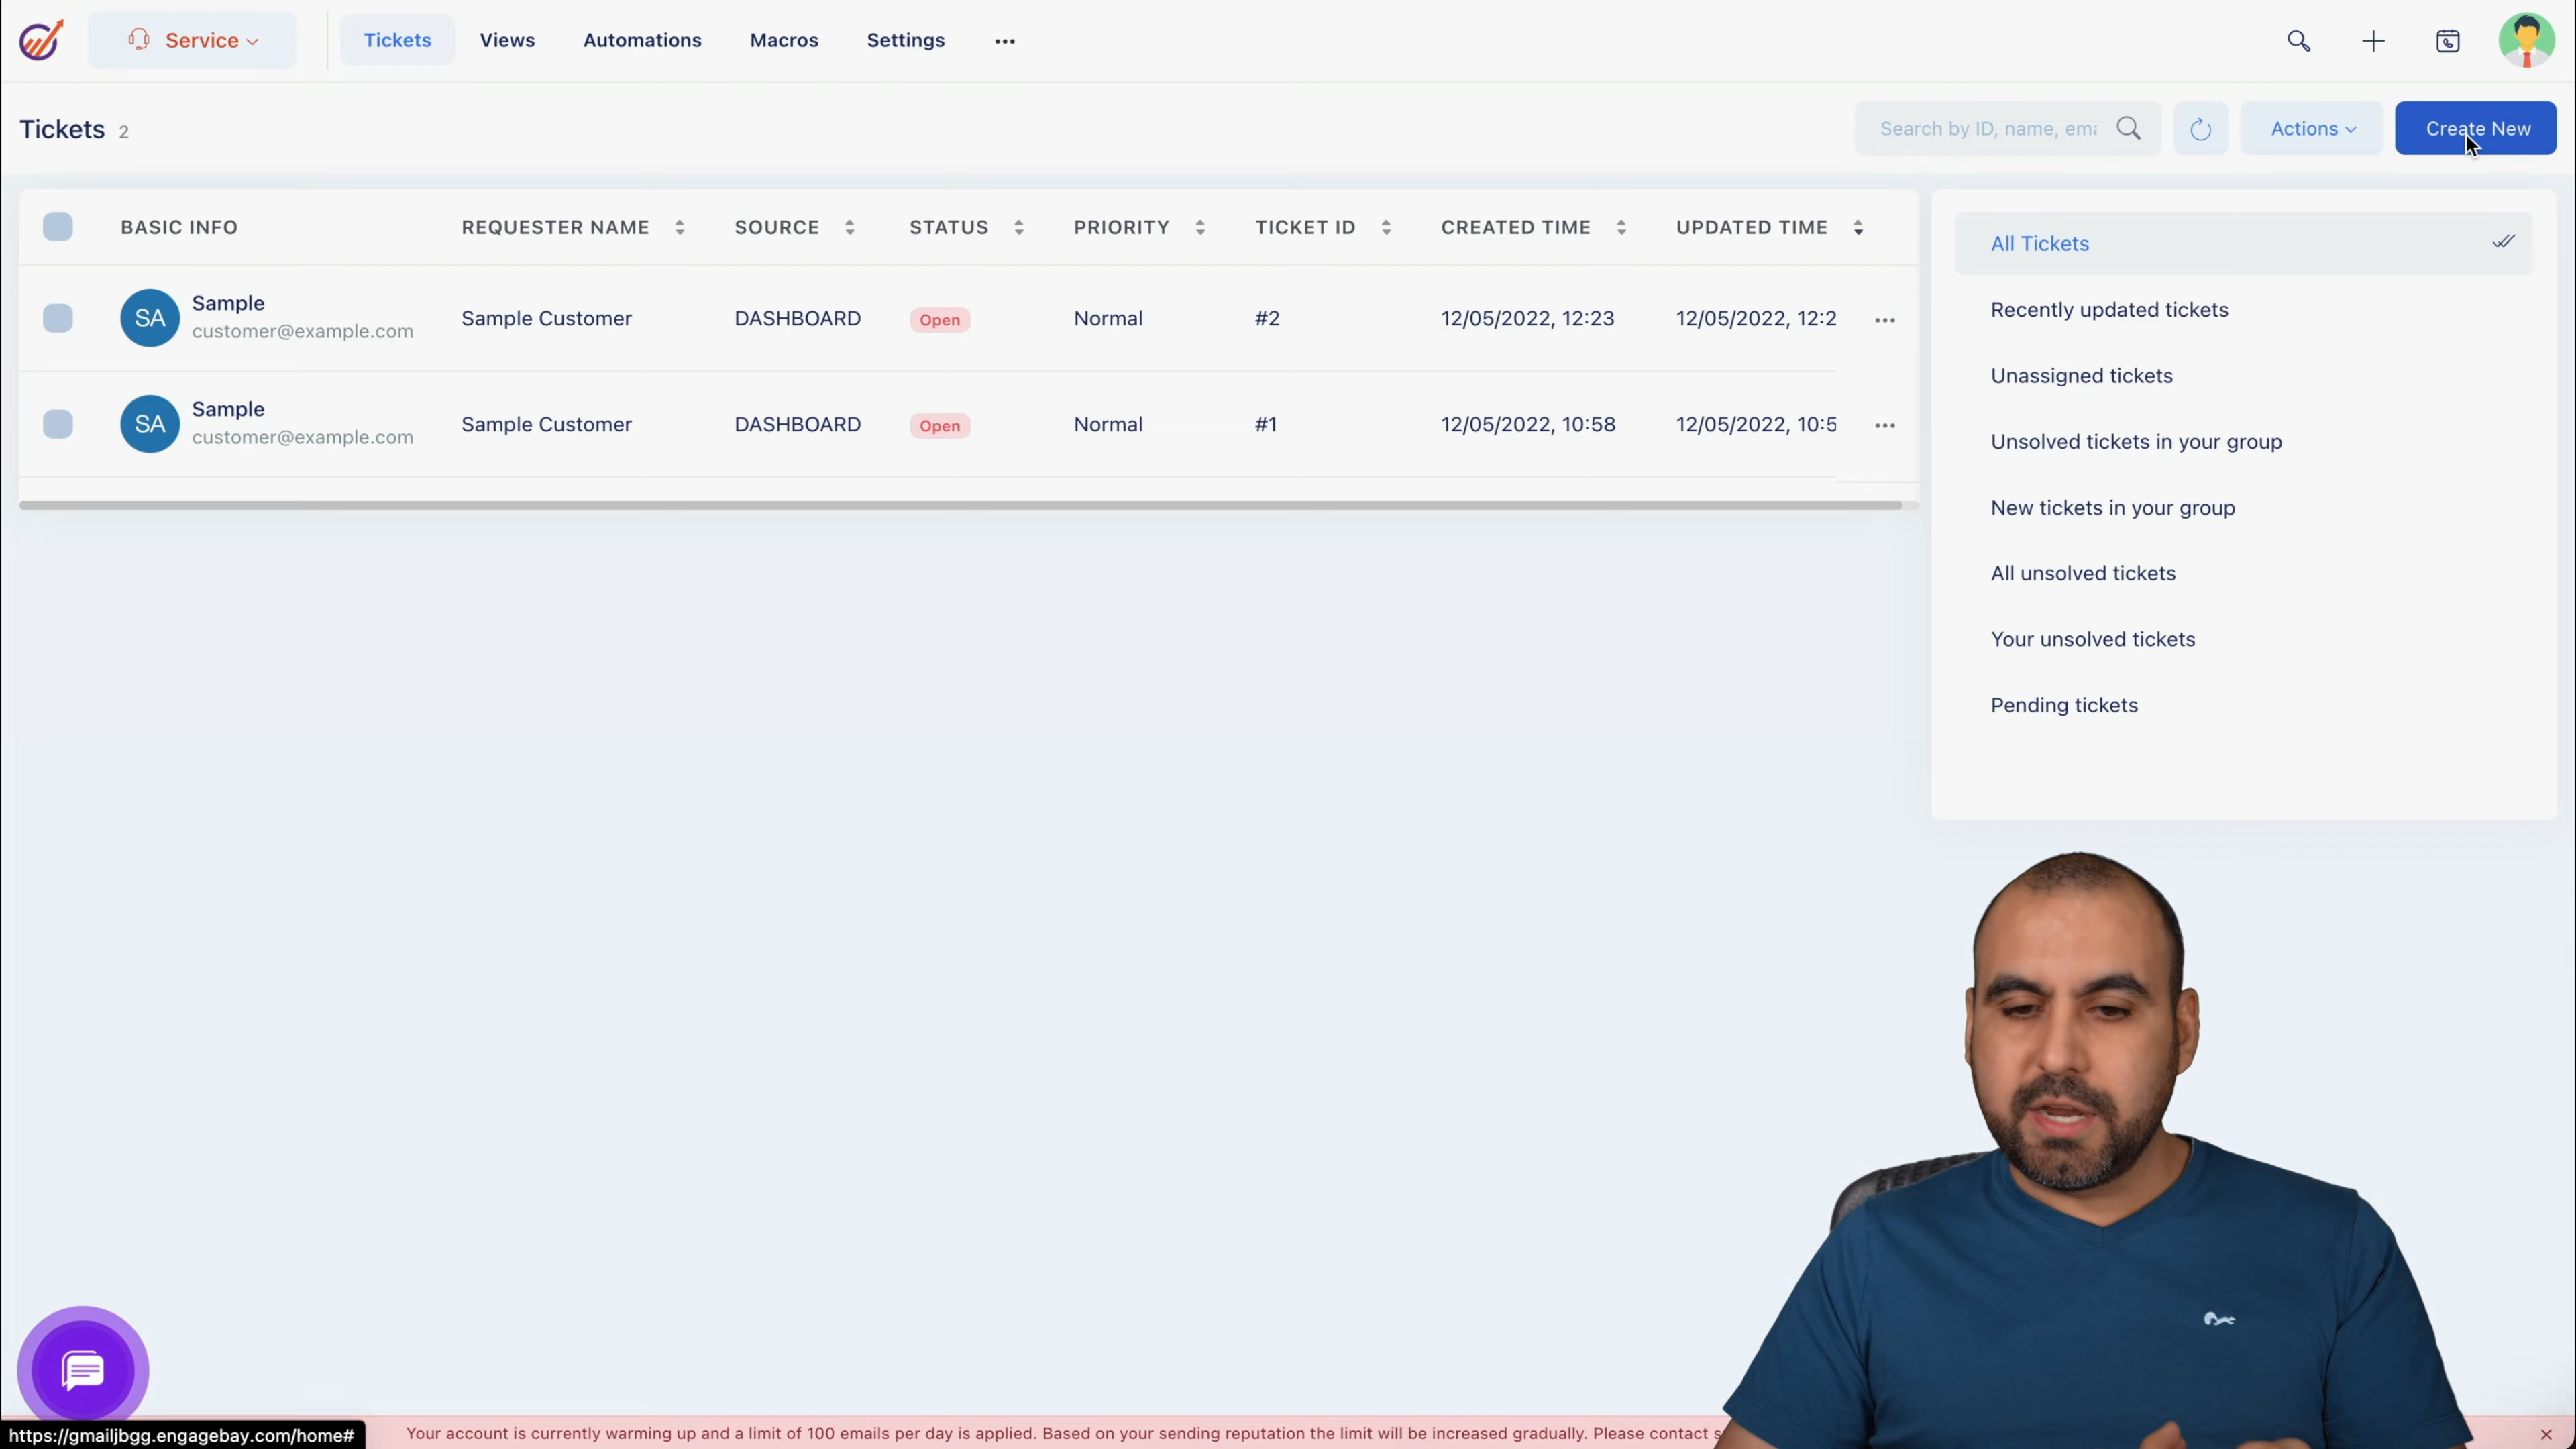 Service
Tickets
Views
Automations
Macros
Settings
Tickets 2
Search by ID, name, ema
Actions
Create New
BASIC INFO REQUESTER NAME SOURCE STATUS PRIORITY TICKET ID CREATED TIME UPDATED TIME
SA Sample
customer@example.com
Sample Customer DASHBOARD Open Normal #2 12/05/2022, 12:23 12/05/2022, 12:2
SA Sample
customer@example.com
Sample Customer DASHBOARD Open Normal #1 12/05/2022, 10:58 12/05/2022, 10:5
All Tickets
Recently updated tickets
Unassigned tickets
Unsolved tickets in your group
New tickets in your group
All unsolved tickets
Your unsolved tickets
Pending tickets
https://gmailjbgg.engagebay.com/home#
Your account is currently warming up and a limit of 100 emails per day is applied. Based on your sending reputation the limit will be increased gradually. Please contact s